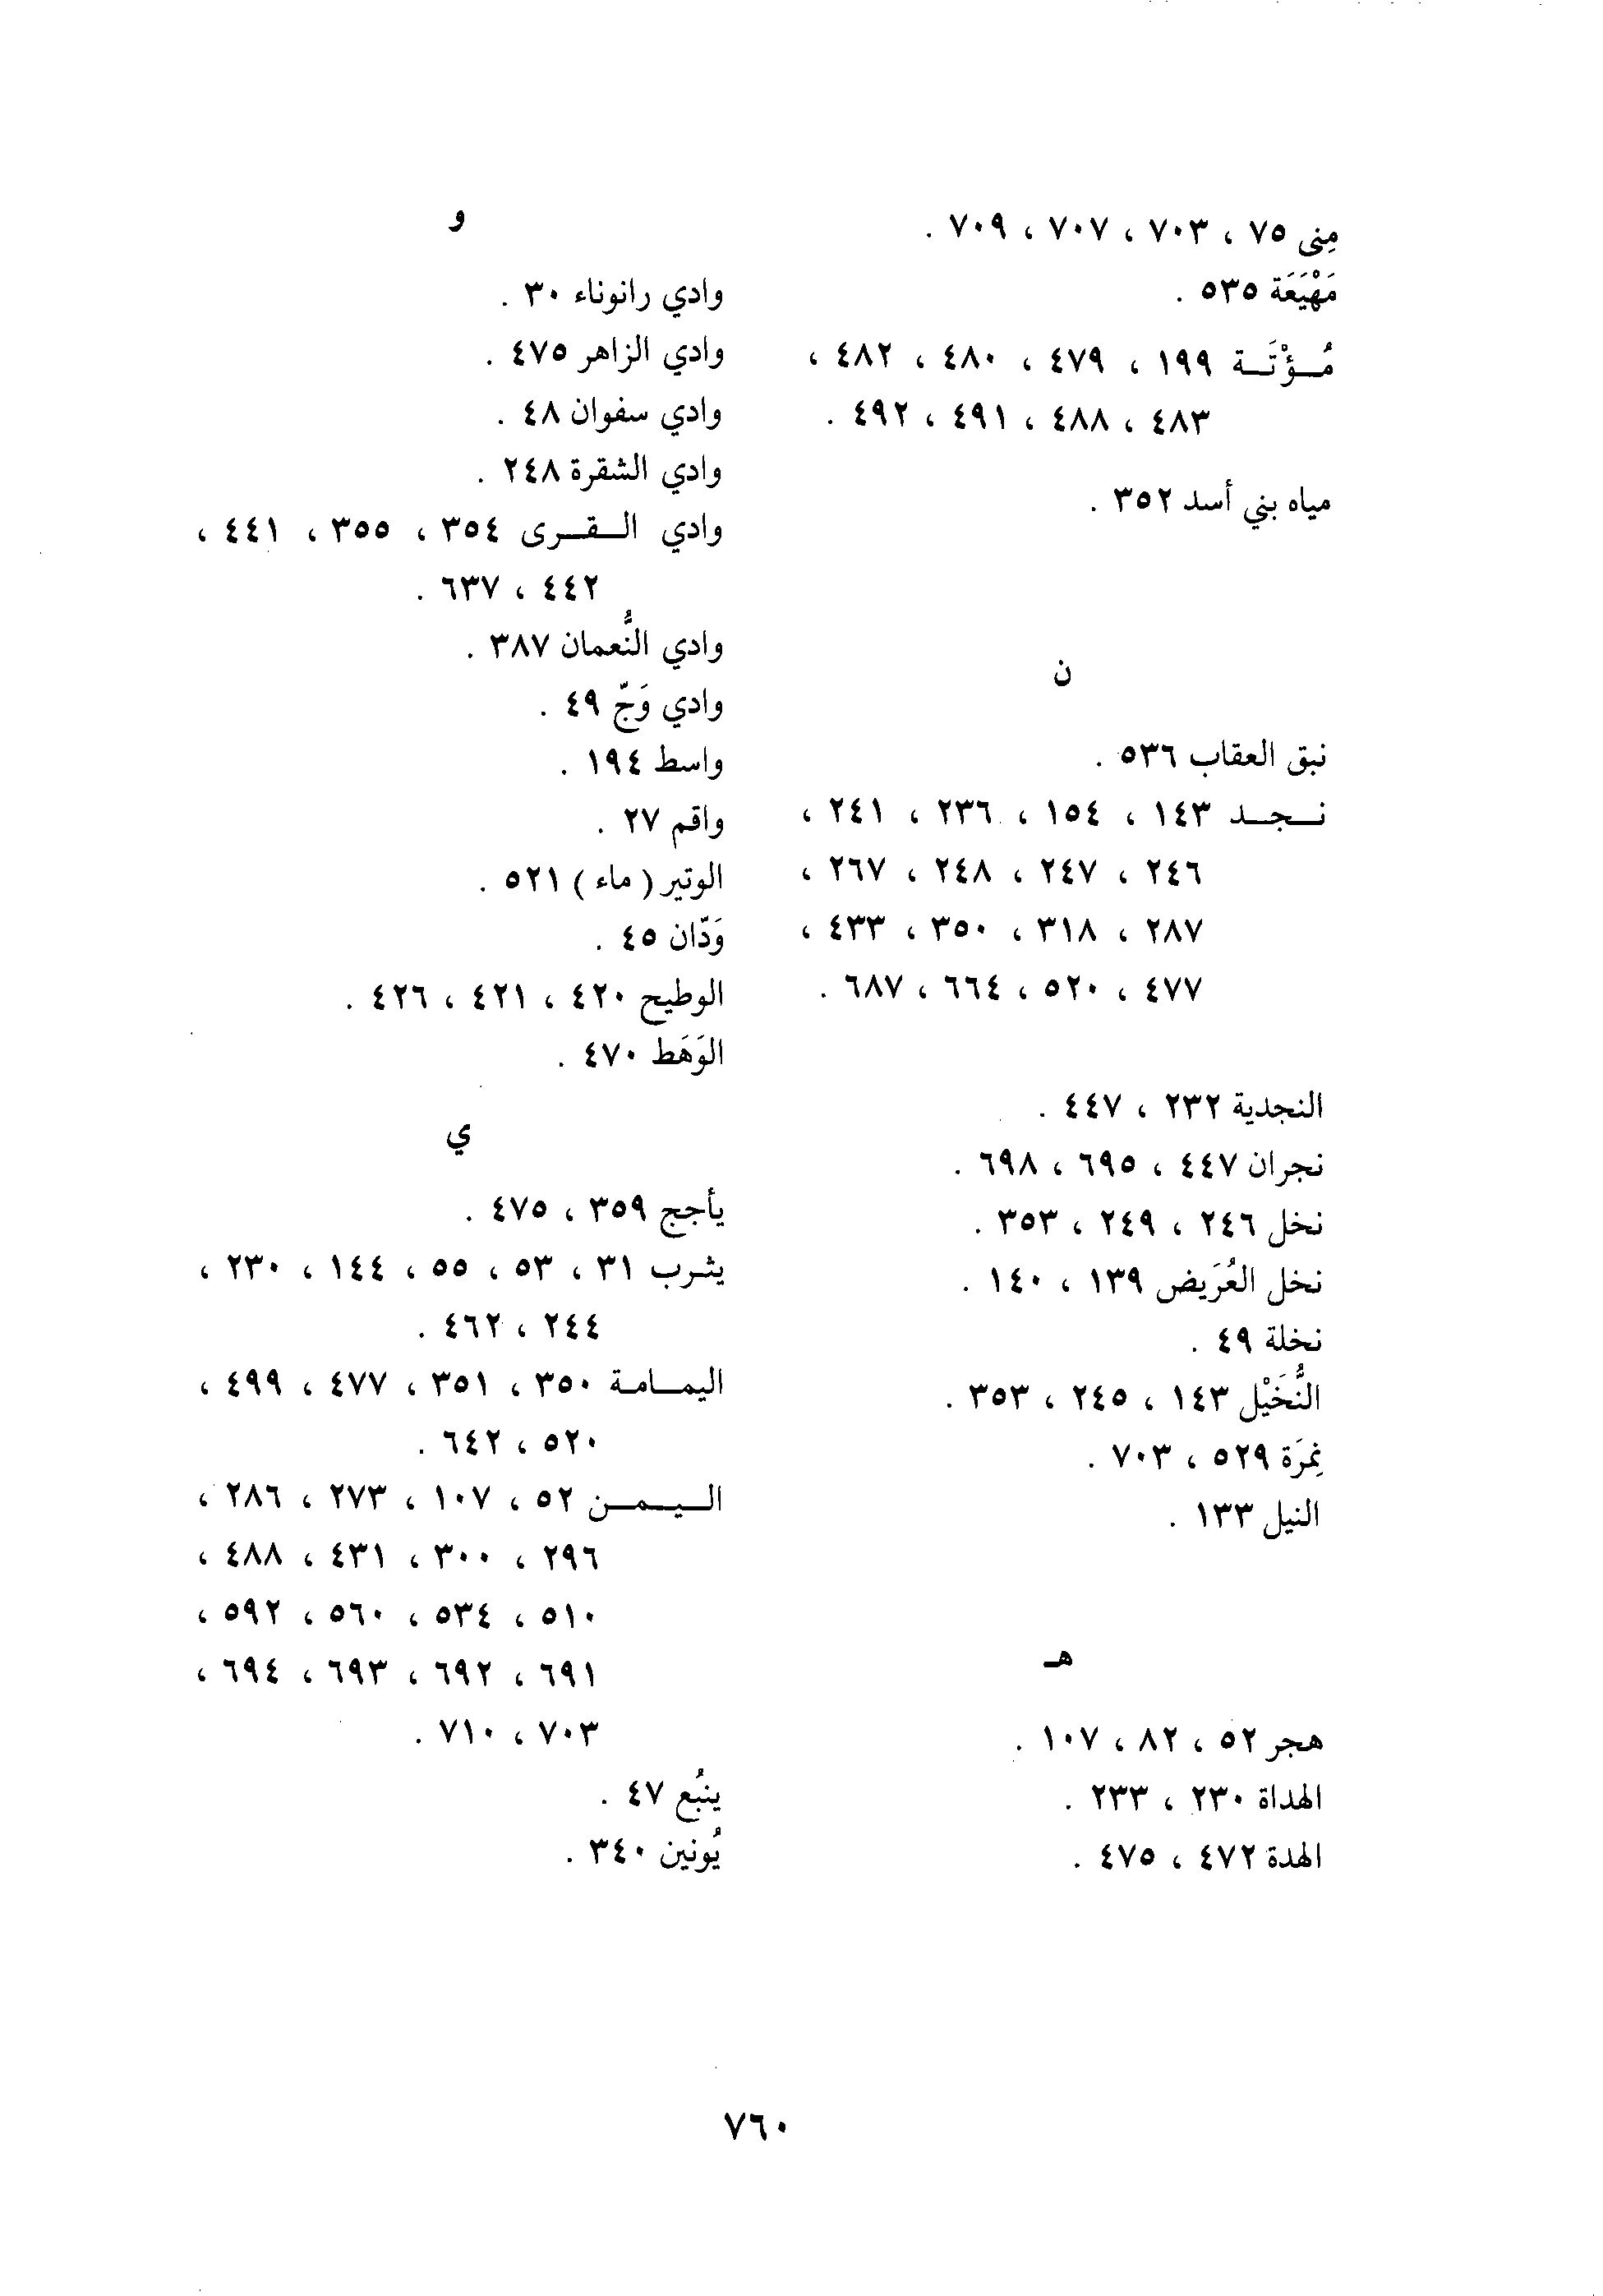 مِنى ٧٥ ، ٧٠٣ ، ٧٠٧ ، ٧٠٩ .
مَهْيَعَة ٥٣٥ .
مُـؤْتَـة ١٩٩ ، ٤٧٩ ، ٤٨٠ ، ٤٨٢ ،
٤٨٣ ، ٤٨٨ ، ٤٩١ ، ٤٩٢ .
مياه بني أسد ٣٥٢ .
ن
نبق العقاب ٥٣٦ .
نـجـد ١٤٣ ، ١٥٤ ، ٢٣٦ ، ٢٤١ ،
٢٤٦ ، ٢٤٧ ، ٢٤٨ ، ٢٦٧ ،
٢٨٧ ، ٣١٨ ، ٣٥٠ ، ٤٣٣ ،
٤٧٧ ، ٥٢٠ ، ٦٦٤ ، ٦٨٧ .
النجدية ٢٣٢ ، ٤٤٧ .
نجران ٤٤٧ ، ٦٩٥ ، ٦٩٨ .
نخل ٢٤٦ ، ٢٤٩ ، ٣٥٣ .
نخل العُرَيض ١٣٩ ، ١٤٠ .
نخلة ٤٩ .
النُّخَيْل ١٤٣ ، ٢٤٥ ، ٣٥٣ .
نِمرَة ٥٢٩ ، ٧٠٣ .
النيل ١٣٣ .
هـ
هجر ٥٢ ، ٨٢ ، ١٠٧ .
الهداة ٢٣٠ ، ٢٣٣ .
الهدة ٤٧٢ ، ٤٧٥ .
و
وادي رانوناء ٣٠ .
وادي الزاهر ٤٧٥ .
وادي سفوان ٤٨ .
وادي الشقرة ٢٤٨ .
وادي الـقـرى ٣٥٤ ، ٣٥٥ ، ٤٤١ ،
٤٤٢ ، ٦٣٧ .
وادي النُّعمان ٣٨٧ .
وادي وَجّ ٤٩ .
واسط ١٩٤ .
واقم ٢٧ .
الوتير ( ماء ) ٥٢١ .
وَدّان ٤٥ .
الوطيح ٤٢٠ ، ٤٢١ ، ٤٢٦ .
الوَهَط ٤٧٠ .
ي
يأجج ٣٥٩ ، ٤٧٥ .
يثـرب ٣١ ، ٥٣ ، ٥٥ ، ١٤٤ ، ٢٣٠ ،
٢٤٤ ، ٤٦٢ .
اليمـامـة ٣٥٠ ، ٣٥١ ، ٤٧٧ ، ٤٩٩ ،
٥٢٠ ، ٦٤٢ .
الـيـمـن ٥٢ ، ١٠٧ ، ٢٧٣ ، ٢٨٦ ،
٢٩٦ ، ٣٠٠ ، ٤٣١ ، ٤٨٨ ،
٥١٠ ، ٥٣٤ ، ٥٦٠ ، ٥٩٢ ،
٦٩١ ، ٦٩٢ ، ٦٩٣ ، ٦٩٤ ،
٧٠٣ ، ٧١٠ .
ينبُع ٤٧ .
يُونين ٣٤٠ .
٧٦٠